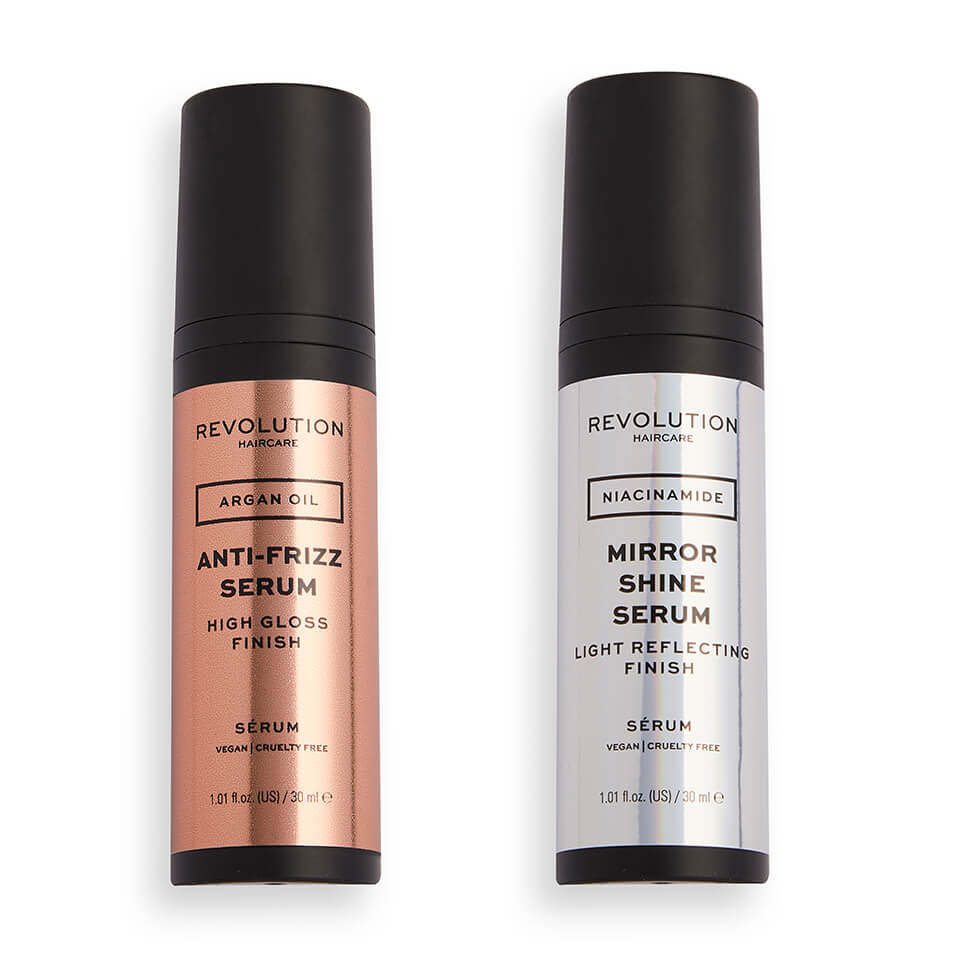 REVOLUTION
HAIRCARE
ARGAN OIL
ANTI-FRIZZ
SERUM
HIGH GLOSS
FINISH
SÉRUM
VEGAN | CRUELTY FREE
1.01 fl.oz. (US) / 30 ml ℮
REVOLUTION
HAIRCARE
NIACINAMIDE
MIRROR
SHINE
SERUM
LIGHT REFLECTING
FINISH
SÉRUM
VEGAN | CRUELTY FREE
1.01 fl.oz. (US) / 30 ml ℮